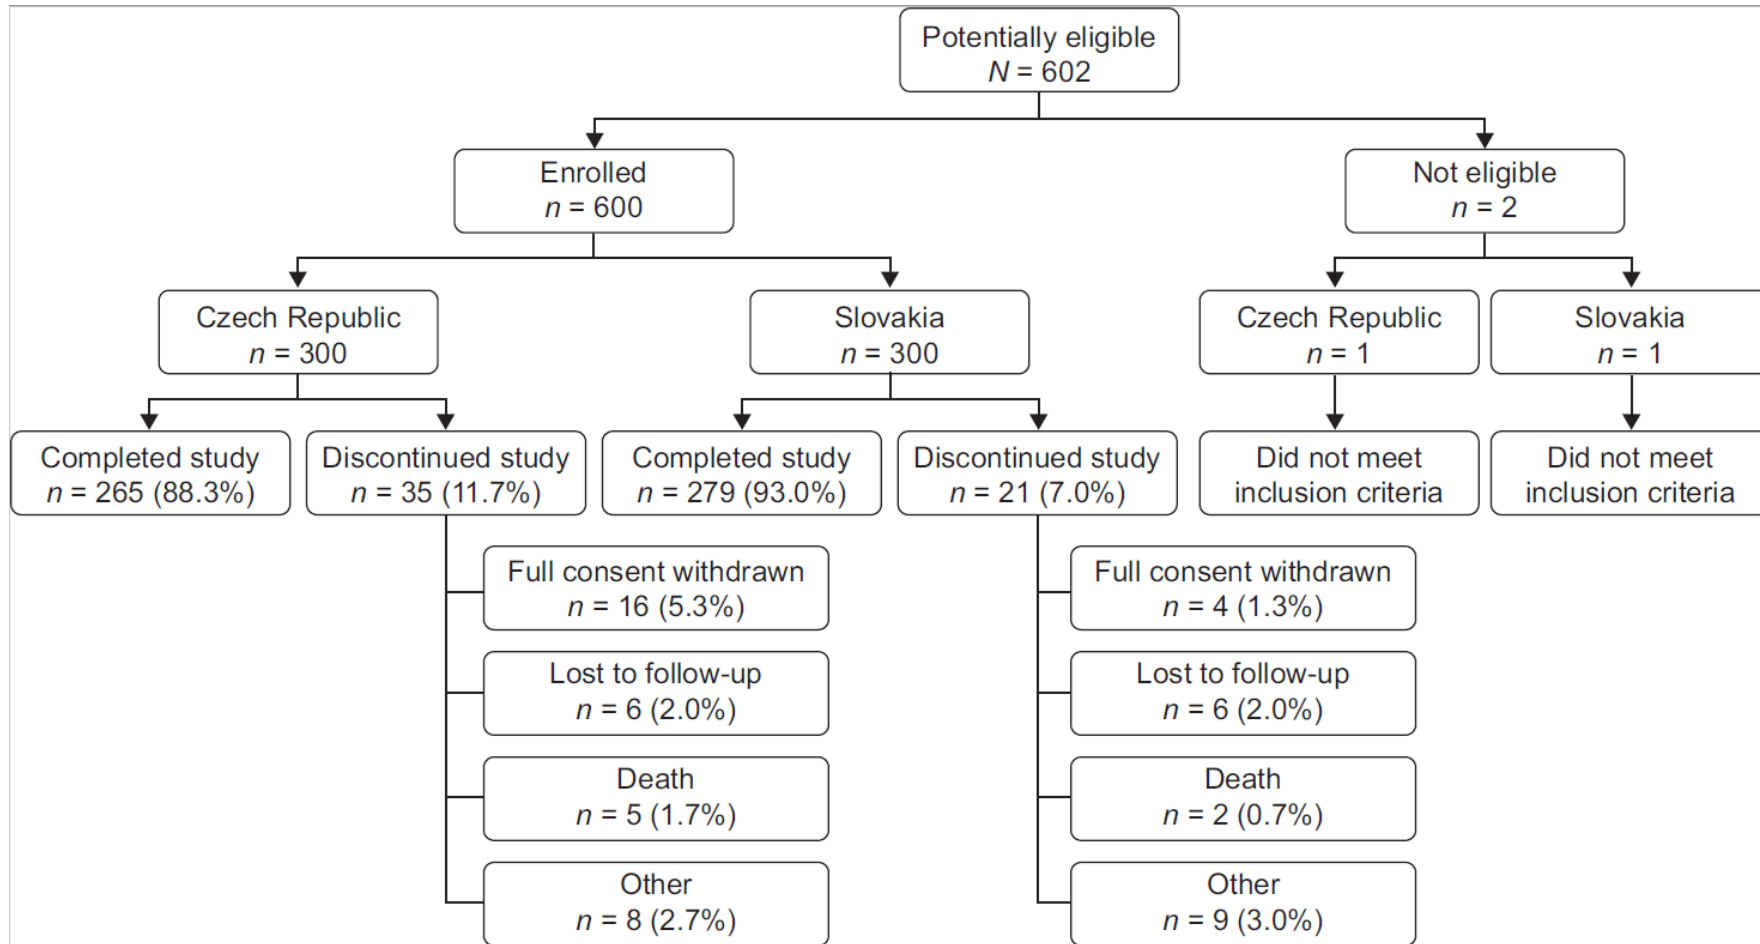 Potentially eligible
N = 602
Enrolled
n = 600
Not eligible
n = 2
Czech Republic
n = 300
Slovakia
n = 300
Czech Republic
n = 1
Slovakia
n = 1
Completed study
n = 265 (88.3%)
Discontinued study
n = 35 (11.7%)
Completed study
n = 279 (93.0%)
Discontinued study
n = 21 (7.0%)
Did not meet
inclusion criteria
Did not meet
inclusion criteria
Full consent withdrawn
n = 16 (5.3%)
Lost to follow-up
n = 6 (2.0%)
Death
n = 5 (1.7%)
Other
n = 8 (2.7%)
Full consent withdrawn
n = 4 (1.3%)
Lost to follow-up
n = 6 (2.0%)
Death
n = 2 (0.7%)
Other
n = 9 (3.0%)